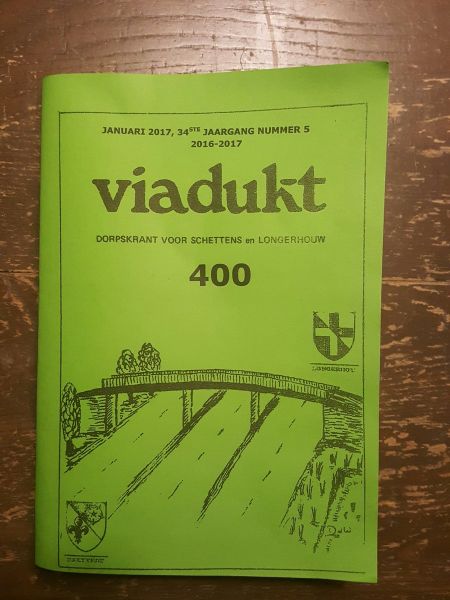 JANUARI 2017, 34STE JAARGANG NUMMER 5
2016-2017
viadukt
DORPSKRANT VOOR SCHETTENS en LONGERHOUW
400